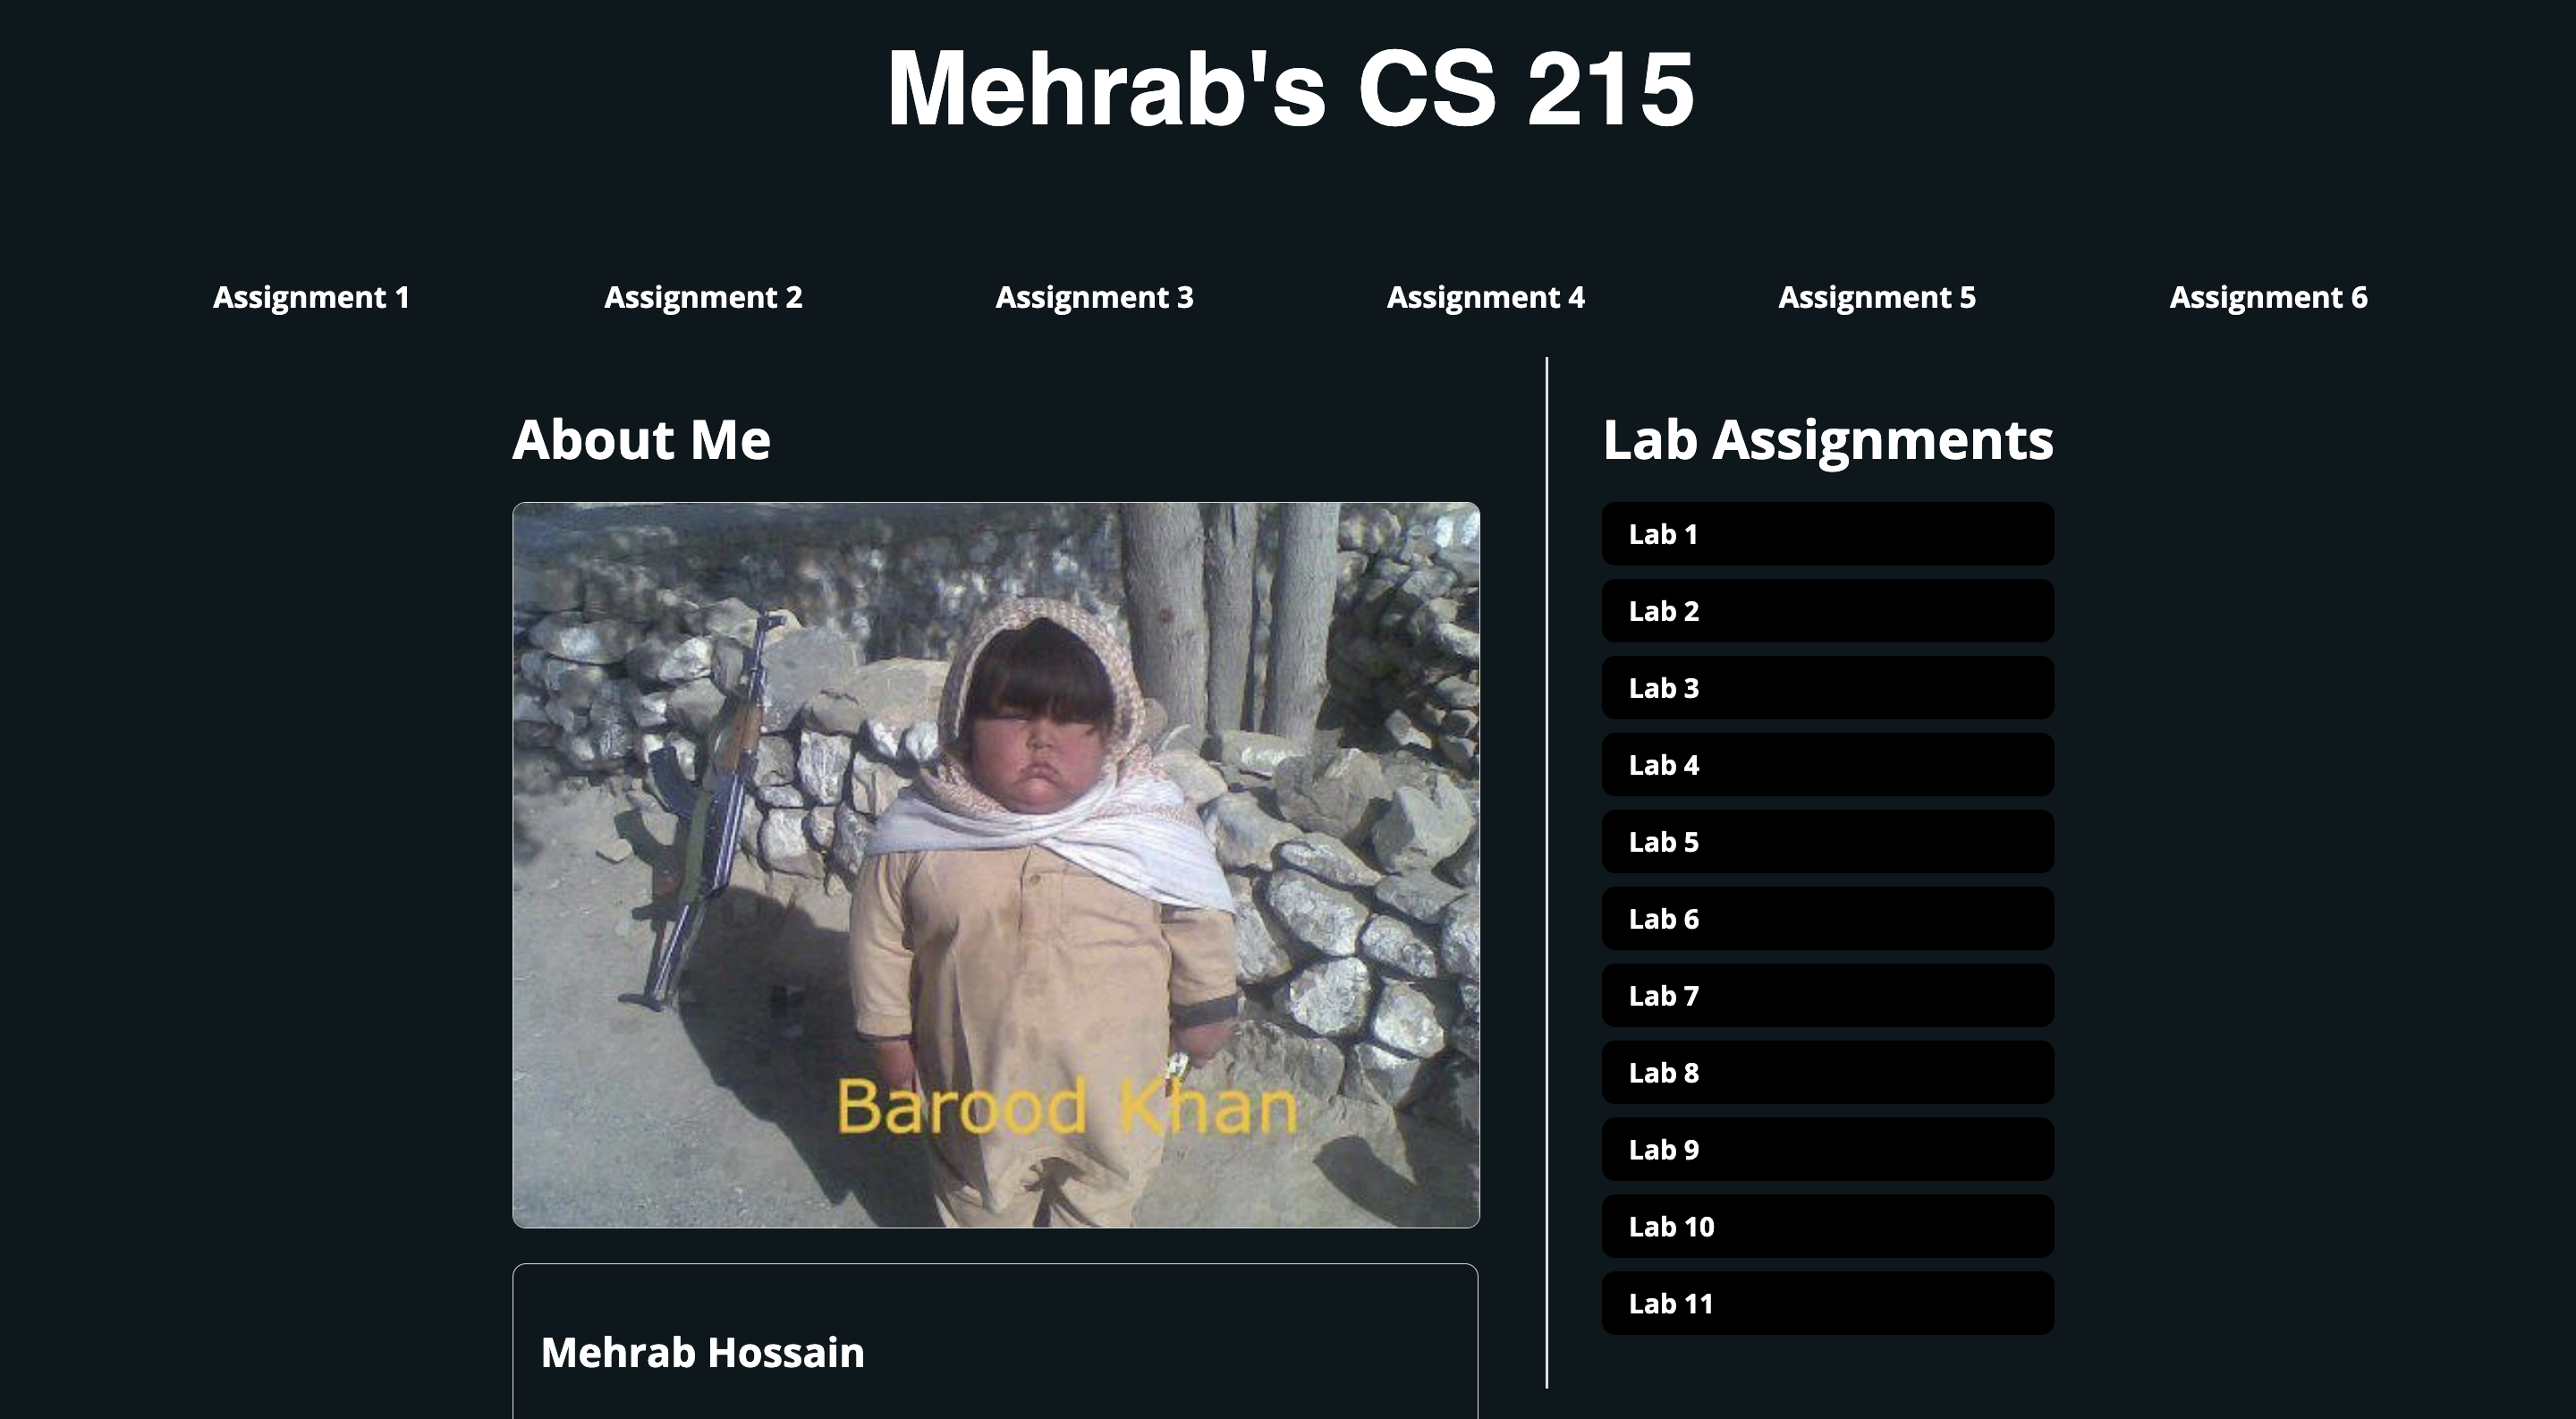 Mehrab's CS 215
Assignment 1
Assignment 2
Assignment 3
Assignment 4
Assignment 5
Assignment 6
About Me
Barood Khan
Mehrab Hossain
Lab Assignments
Lab 1
Lab 2
Lab 3
Lab 4
Lab 5
Lab 6
Lab 7
Lab 8
Lab 9
Lab 10
Lab 11